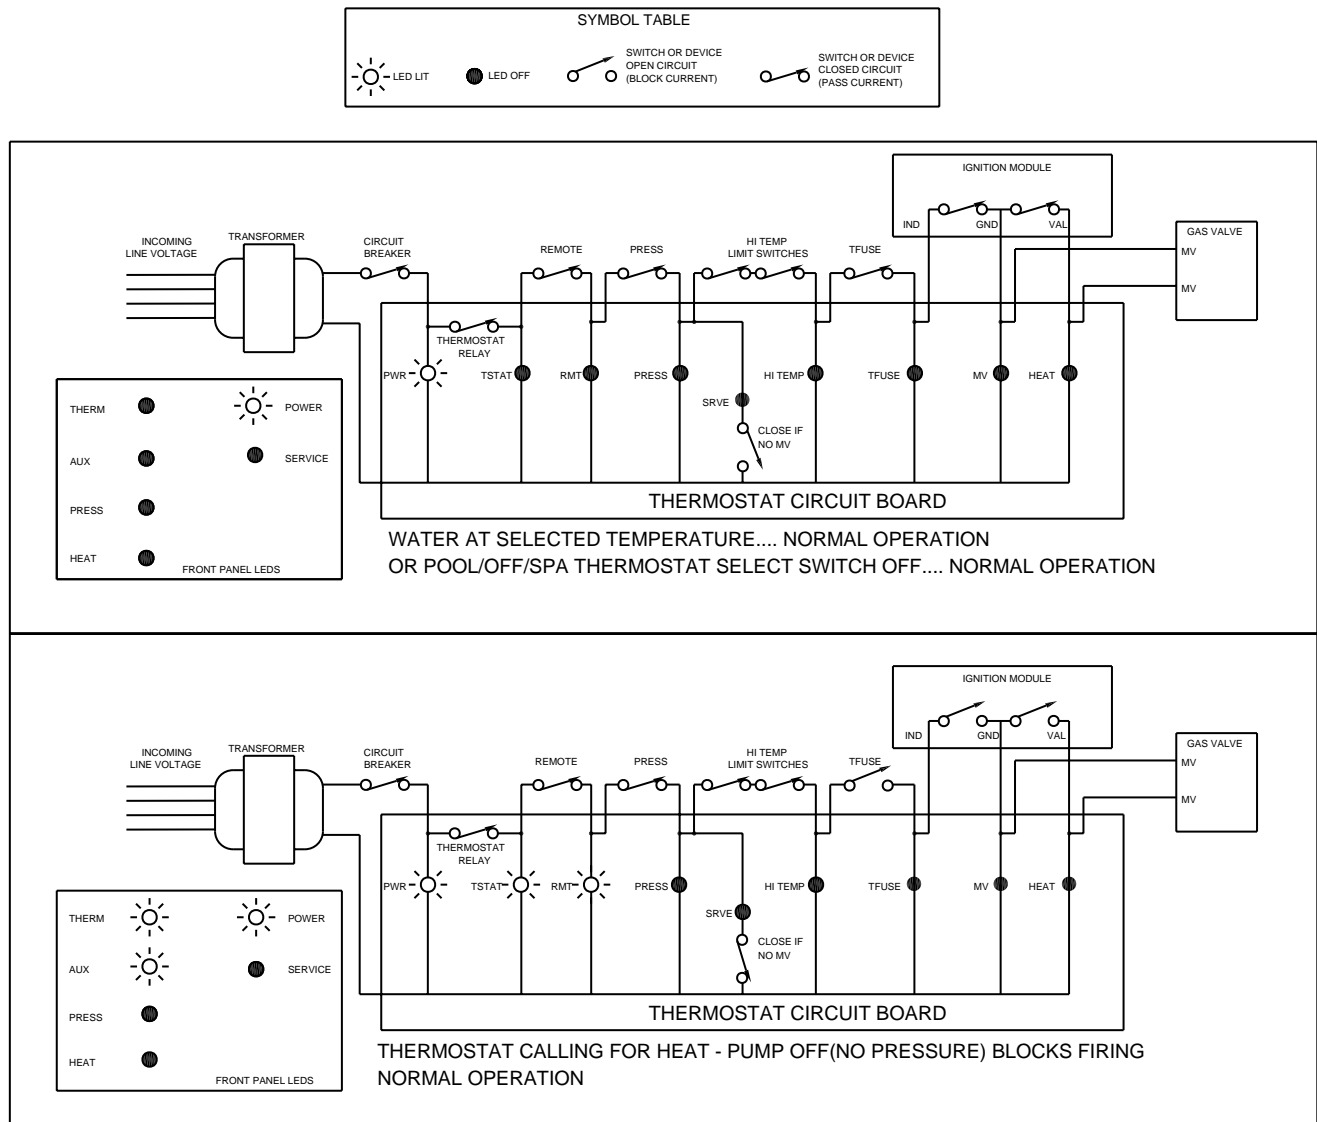 SYMBOL TABLE
LED LIT
LED OFF
SWITCH OR DEVICE
OPEN CIRCUIT
(BLOCK CURRENT)
SWITCH OR DEVICE
CLOSED CIRCUIT
(PASS CURRENT)
IGNITION MODULE
IND
GND
VAL
GAS VALVE
MV
MV
INCOMING
LINE VOLTAGE
TRANSFORMER
CIRCUIT
BREAKER
REMOTE
PRESS
HI TEMP
LIMIT SWITCHES
TFUSE
THERMOSTAT
RELAY
PWR
TSTAT
RMT
PRESS
HI TEMP
TFUSE
MV
HEAT
SRVE
CLOSE IF
NO MV
THERM
POWER
AUX
SERVICE
PRESS
HEAT
FRONT PANEL LEDS
THERMOSTAT CIRCUIT BOARD
WATER AT SELECTED TEMPERATURE.... NORMAL OPERATION
OR POOL/OFF/SPA THERMOSTAT SELECT SWITCH OFF.... NORMAL OPERATION
IGNITION MODULE
IND
GND
VAL
GAS VALVE
MV
MV
INCOMING
LINE VOLTAGE
TRANSFORMER
CIRCUIT
BREAKER
REMOTE
PRESS
HI TEMP
LIMIT SWITCHES
TFUSE
THERMOSTAT
RELAY
PWR
TSTAT
RMT
PRESS
HI TEMP
TFUSE
MV
HEAT
SRVE
CLOSE IF
NO MV
THERM
POWER
AUX
SERVICE
PRESS
HEAT
FRONT PANEL LEDS
THERMOSTAT CIRCUIT BOARD
THERMOSTAT CALLING FOR HEAT - PUMP OFF(NO PRESSURE) BLOCKS FIRING
NORMAL OPERATION